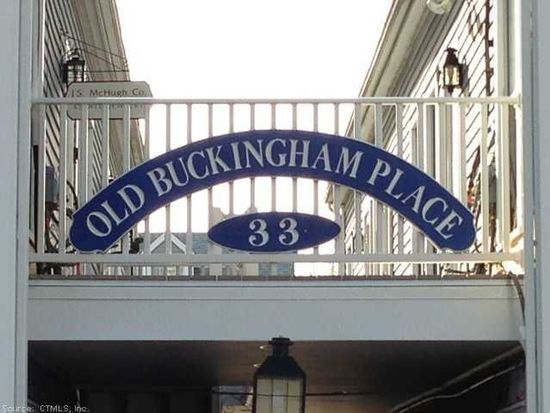 J.S. McHugh Co.
OLD BUCKINGHAM PLACE
33
Source: CTMLS, Inc.